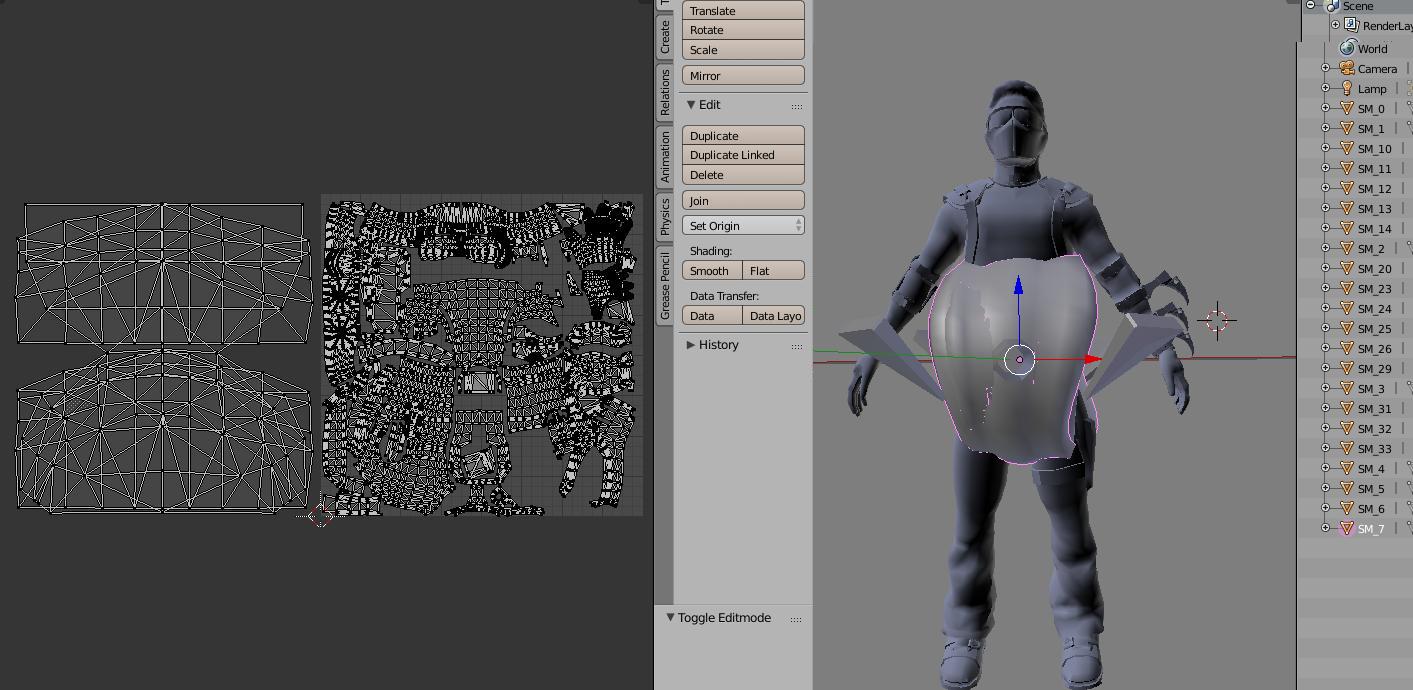 Create
Relations
Animation
Physics
Grease Pencil
Translate
Rotate
Scale
Mirror
Edit
Duplicate
Duplicate Linked
Delete
Join
Set Origin
Shading:
Smooth
Flat
Data Transfer:
Data
Data Layo
History
Toggle Editmode
Scene
RenderLay
World
Camera
Lamp
SM_0
SM_1
SM_10
SM_11
SM_12
SM_13
SM_14
SM_2
SM_20
SM_23
SM_24
SM_25
SM_26
SM_29
SM_3
SM_31
SM_32
SM_33
SM_4
SM_5
SM_6
SM_7